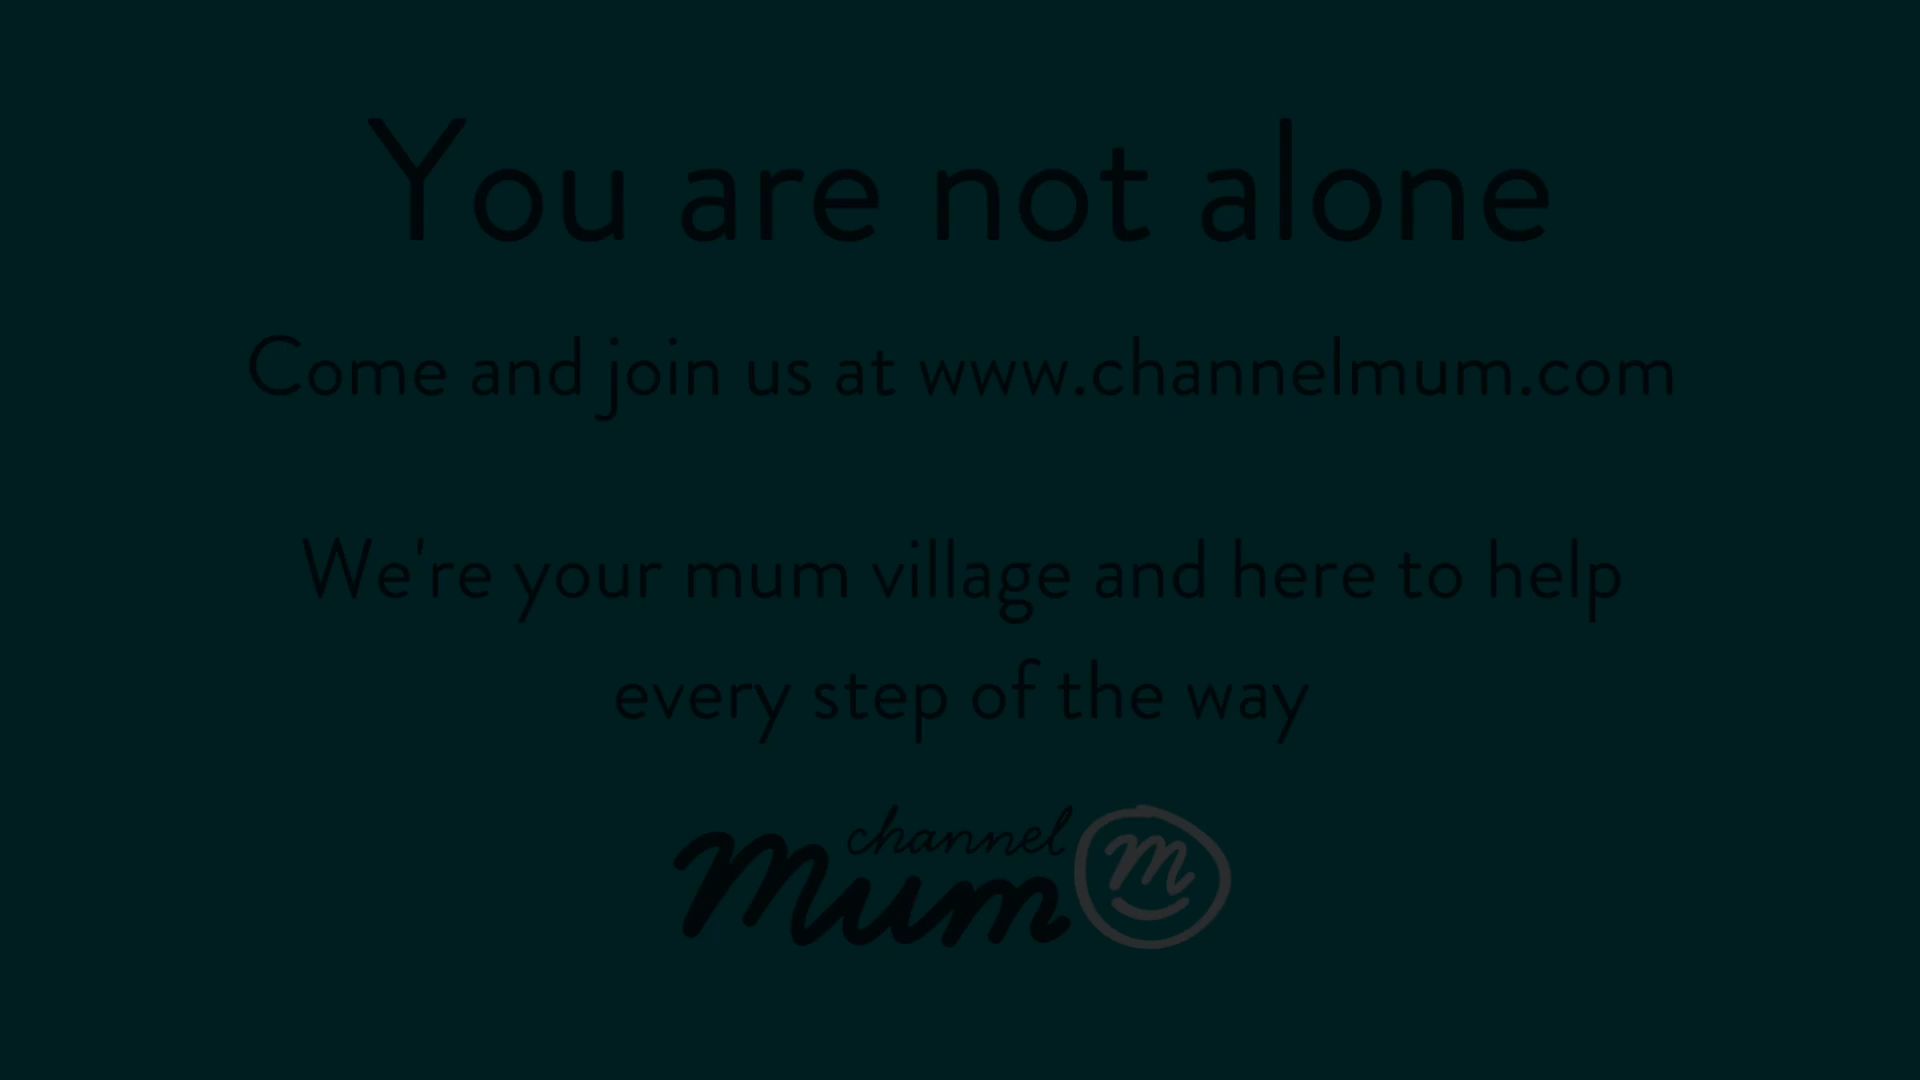 You are not alone
Come and join us at www.channelmum.com
We're your mum village and here to help
every step of the way
channel
mum
m